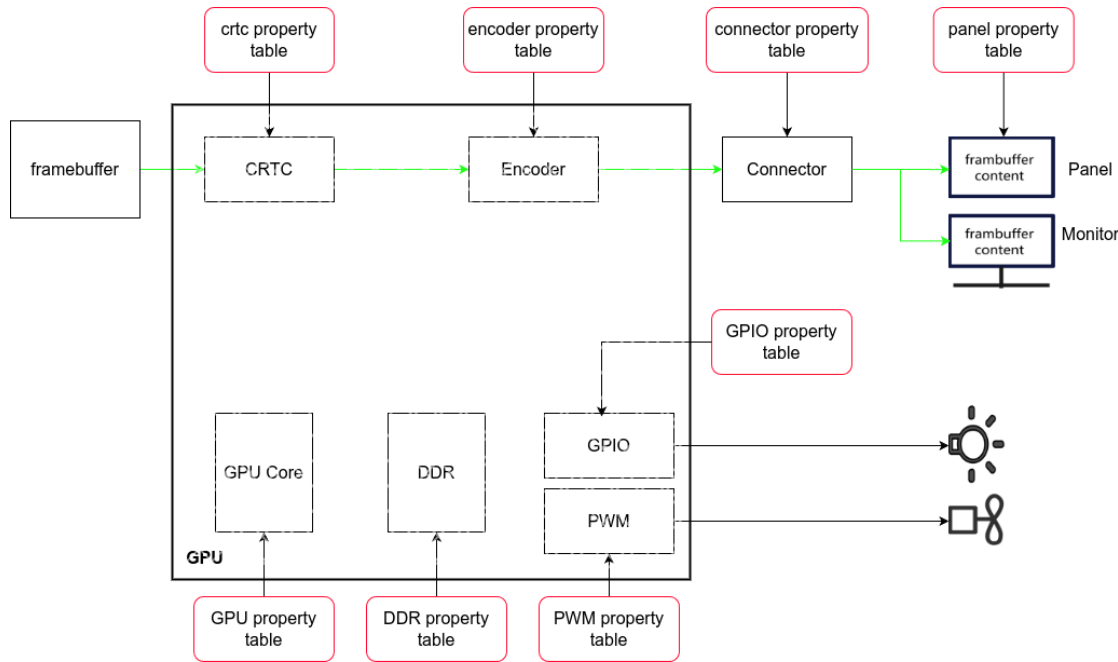 crtc property
table
encoder property
table
connector property
table
panel property
table
framebuffer
CRTC
Encoder
Connector
frambuffer
content
Panel
frambuffer
content
Monitor
GPIO property
table
GPU Core
DDR
GPIO
PWM
GPU
GPU property
table
DDR property
table
PWM property
table